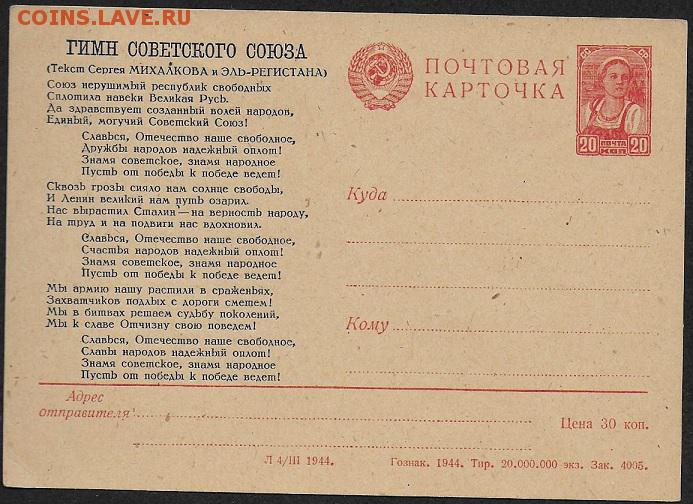 COINS.LAVE.RU
ГИМН СОВЕТСКОГО СОЮЗА
(Текст Сергея МИХАЛКОВА и ЭЛЬ-РЕГИСТАНА)
Союз нерушимый республик свободных
Сплотила навеки Великая Русь.
Да здравствует созданный волей народов,
Единый, могучий Советский Союз!
Славься, Отечество наше свободное,
Дружбы народов надежный оплот!
Знамя советское, знамя народное
Пусть от победы к победе ведет!
Сквозь грозы сияло нам солнце свободы,
И Ленин великий нам путь озарил.
Нас вырастил Сталин — на верность народу,
На труд и на подвиги нас вдохновил.
Славься, Отечество наше свободное,
Счастья народов надежный оплот!
Знамя советское, знамя народное
Пусть от победы к победе ведет!
Мы армию нашу растили в сраженьях,
Захватчиков подлых с дороги сметем!
Мы в битвах решаем судьбу поколений,
Мы к славе Отчизну свою поведем!
Славься, Отечество наше свободное,
Славы народов надежный оплот!
Знамя советское, знамя народное
Пусть от победы к победе ведет!
ПОЧТОВАЯ
КАРТОЧКА
20 ПОЧТА 20
КОП
Куда
Кому
Адрес
отправителя
Цена 30 коп.
Л 4/III 1944.
Гознак. 1944. Тир. 20.000.000 экз. Зак. 4005.